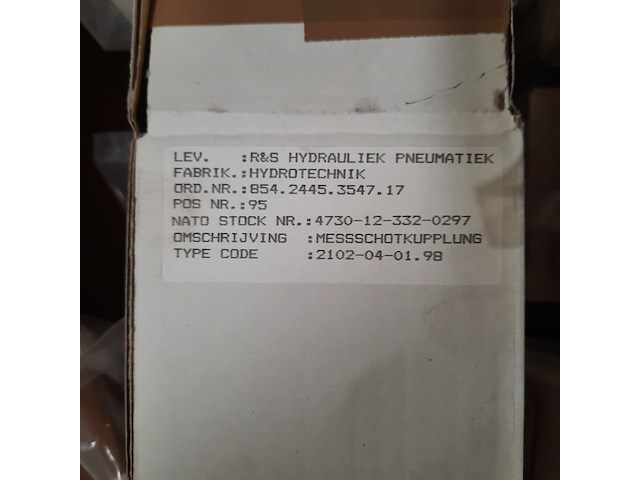 LEV. :R&S HYDRAULIEK PNEUMATIEK
FABRIK.:HYDROTECHNIK
ORD.NR.:854.2445.3547.17
POS NR.:95
NATO STOCK NR.:4730-12-332-0297
OMSCHRIJVING :MESSSCHOTKUPPLUNG
TYPE CODE :2102-04-01.98